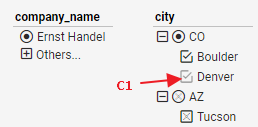 company_name
Ernst Handel
Others...
city
CO
Boulder
Denver
C1
AZ
Tucson